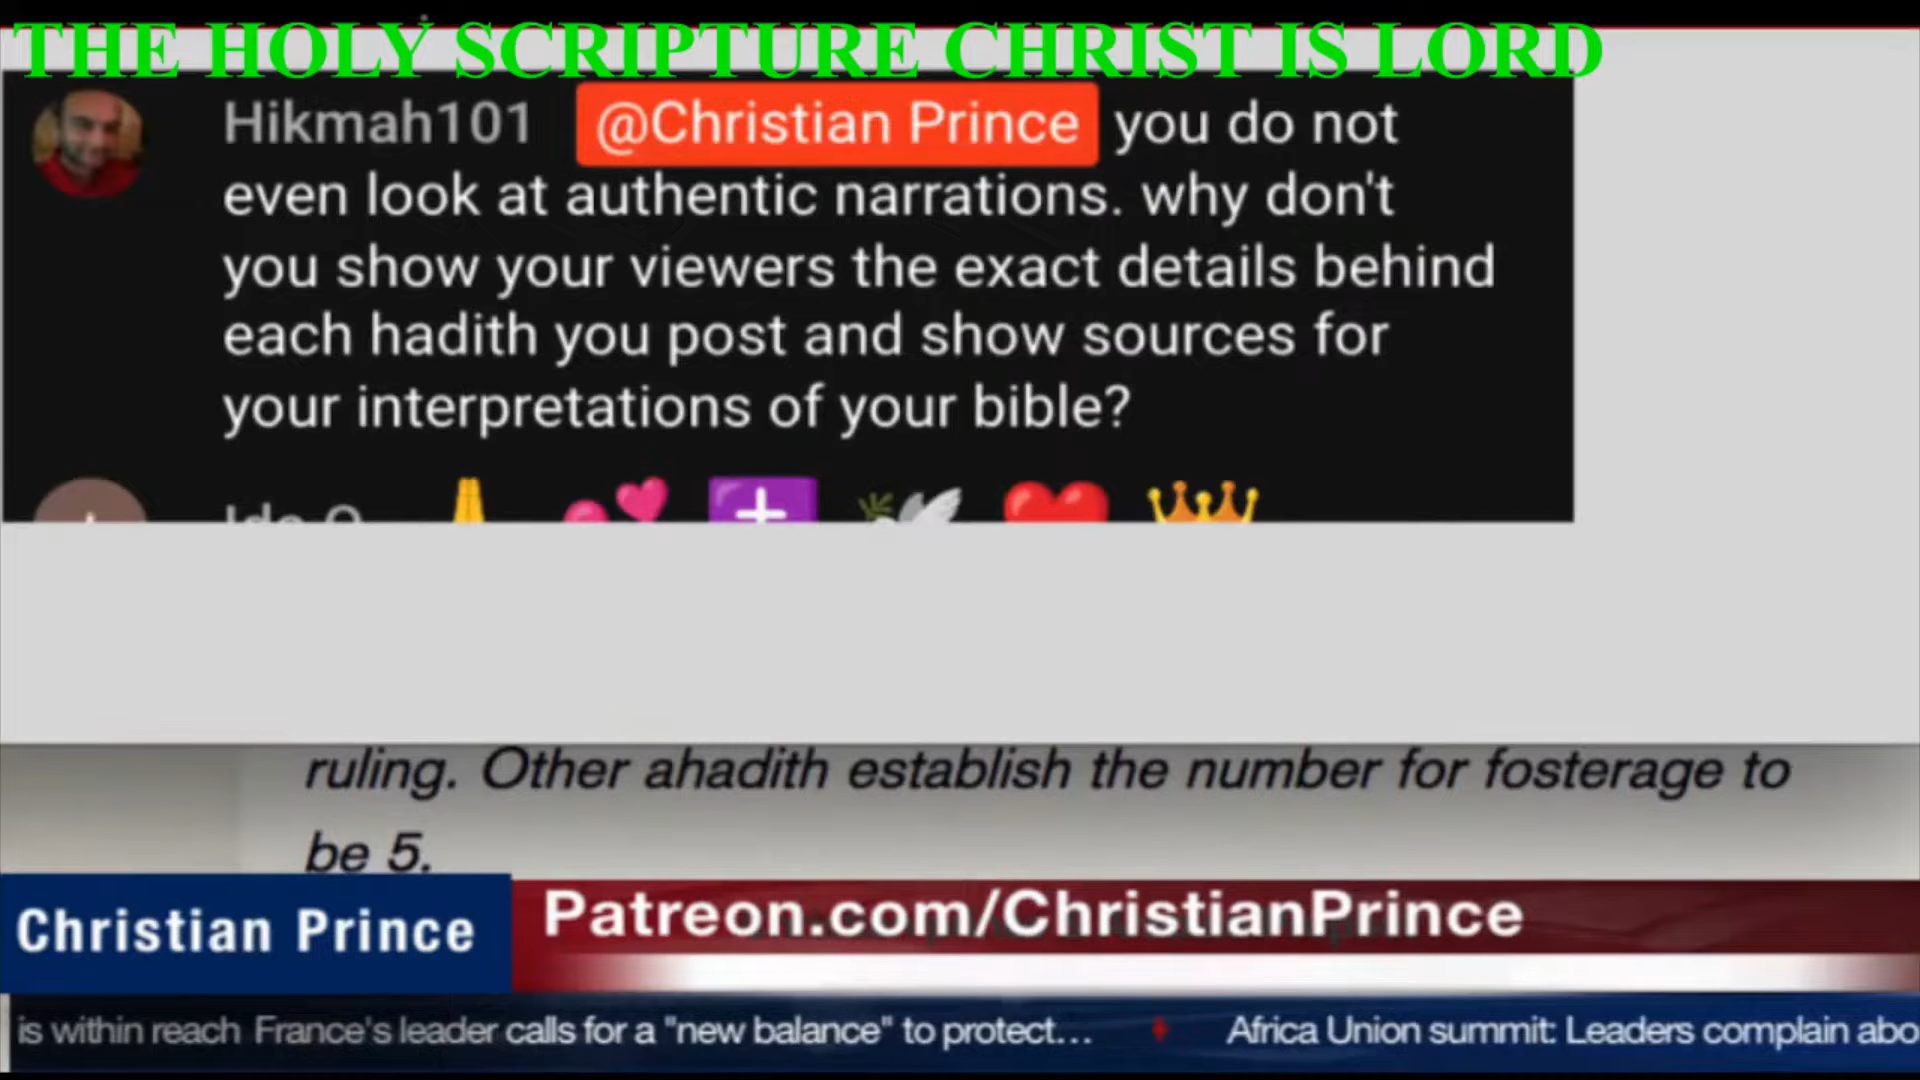 THE HOLY SCRIPTURE CHRIST IS LORD
Hikmah101 @Christian Prince you do not
even look at authentic narrations. why don't
you show your viewers the exact details behind
each hadith you post and show sources for
your interpretations of your bible?
ruling. Other ahadith establish the number for fosterage to
be 5.
Christian Prince
Patreon.com/ChristianPrince
is within reach France's leader calls for a "new balance" to protect... Africa Union summit: Leaders complain abo